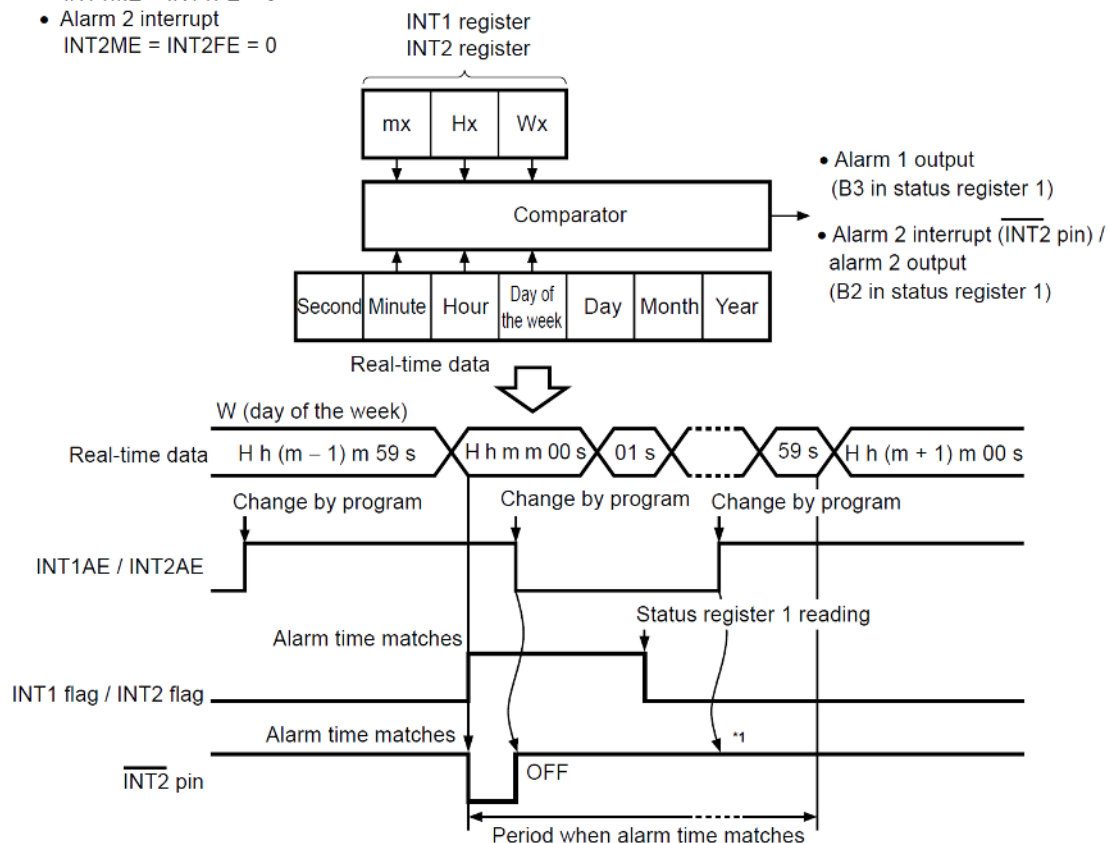 • Alarm 2 interrupt
INT2ME = INT2FE = 0
INT1 register
INT2 register
mx Hx Wx
Comparator
• Alarm 1 output
(B3 in status register 1)
• Alarm 2 interrupt (INT2 pin) /
alarm 2 output
(B2 in status register 1)
Second Minute Hour Day of the week Day Month Year
Real-time data
W (day of the week)
Real-time data H h (m − 1) m 59 s H h m m 00 s 01 s 59 s H h (m + 1) m 00 s
Change by program Change by program Change by program
INT1AE / INT2AE
Status register 1 reading
Alarm time matches
INT1 flag / INT2 flag
Alarm time matches *1
OFF
INT2 pin
Period when alarm time matches